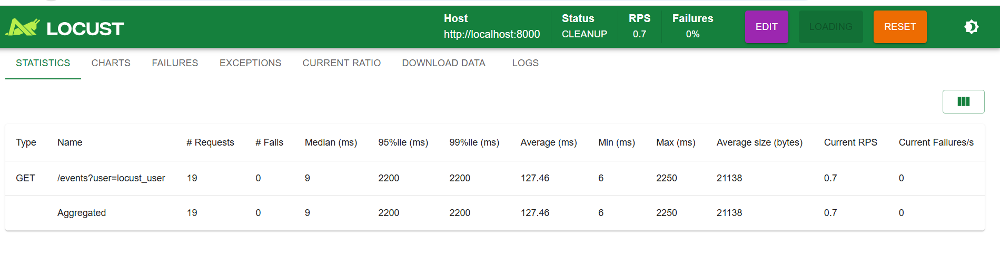 LOCUST
Host
http://localhost:8000
Status
CLEANUP
RPS
0.7
Failures
0%
EDIT
LOADING
RESET
STATISTICS CHARTS FAILURES EXCEPTIONS CURRENT RATIO DOWNLOAD DATA LOGS
Type Name # Requests # Fails Median (ms) 95%ile (ms) 99%ile (ms) Average (ms) Min (ms) Max (ms) Average size (bytes) Current RPS Current Failures/s
GET /events?user=locust_user 19 0 9 2200 2200 127.46 6 2250 21138 0.7 0
Aggregated 19 0 9 2200 2200 127.46 6 2250 21138 0.7 0